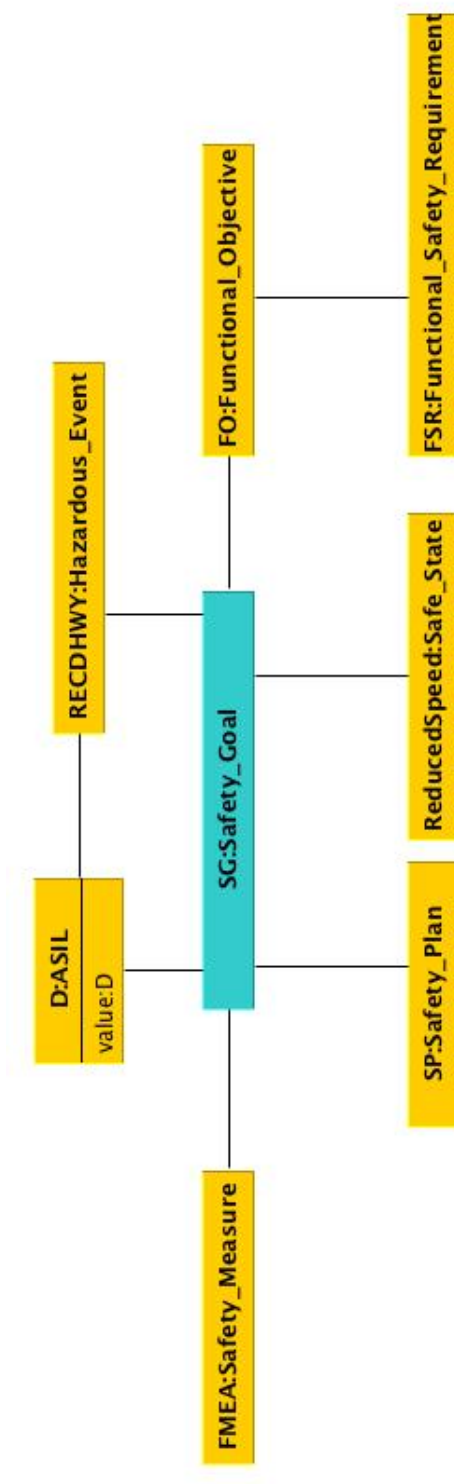 D:ASIL
value:D
RECDHWY:Hazardous_Event
FMEA:Safety_Measure
SG:Safety_Goal
FO:Functional_Objective
SP:Safety_Plan
ReducedSpeed:Safe_State
FSR:Functional_Safety_Requirement